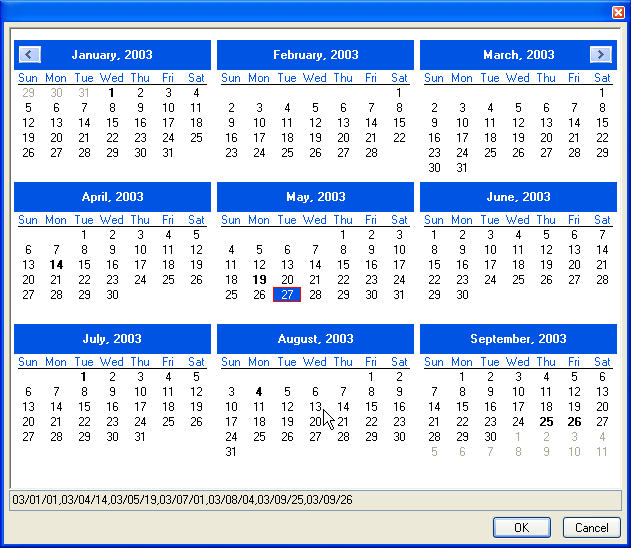 January, 2003 February, 2003 March, 2003
Sun Mon Tue Wed Thu Fri Sat Sun Mon Tue Wed Thu Fri Sat Sun Mon Tue Wed Thu Fri Sat
29 30 31 1 2 3 4 1 1
5 6 7 8 9 10 11 2 3 4 5 6 7 8 2 3 4 5 6 7 8
12 13 14 15 16 17 18 9 10 11 12 13 14 15 9 10 11 12 13 14 15
19 20 21 22 23 24 25 16 17 18 19 20 21 22 16 17 18 19 20 21 22
26 27 28 29 30 31 23 24 25 26 27 28 23 24 25 26 27 28 29
30 31
April, 2003 May, 2003 June, 2003
Sun Mon Tue Wed Thu Fri Sat Sun Mon Tue Wed Thu Fri Sat Sun Mon Tue Wed Thu Fri Sat
1 2 3 4 5 1 2 3 1 2 3 4 5 6 7
6 7 8 9 10 11 12 4 5 6 7 8 9 10 8 9 10 11 12 13 14
13 14 15 16 17 18 19 11 12 13 14 15 16 17 15 16 17 18 19 20 21
20 21 22 23 24 25 26 18 19 20 21 22 23 24 22 23 24 25 26 27 28
27 28 29 30 25 26 27 28 29 30 31 29 30
July, 2003 August, 2003 September, 2003
Sun Mon Tue Wed Thu Fri Sat Sun Mon Tue Wed Thu Fri Sat Sun Mon Tue Wed Thu Fri Sat
1 2 3 4 5 1 2 1 2 3 4 5 6
6 7 8 9 10 11 12 3 4 5 6 7 8 9 7 8 9 10 11 12 13
13 14 15 16 17 18 19 10 11 12 13 14 15 16 14 15 16 17 18 19 20
20 21 22 23 24 25 26 17 18 19 20 21 22 23 21 22 23 24 25 26 27
27 28 29 30 31 24 25 26 27 28 29 30 28 29 30 1 2 3 4
31 5 6 7 8 9 10 11
03/01/01,03/04/14,03/05/19,03/07/01,03/08/04,03/09/25,03/09/26
OK Cancel